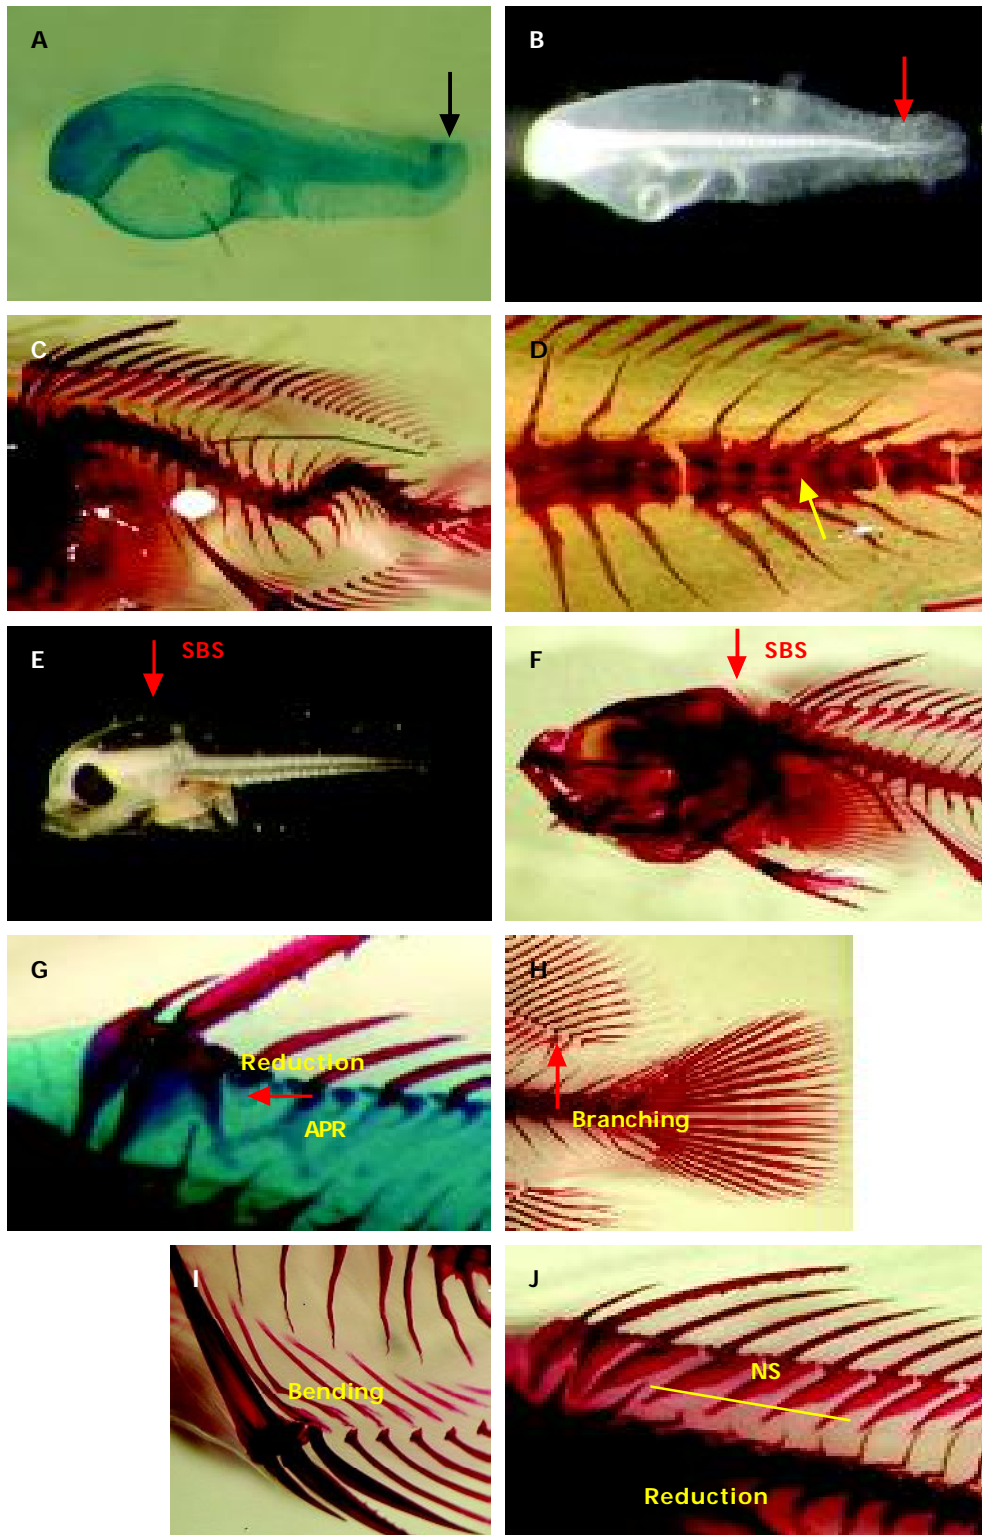 A
B
C
D
E
SBS
F
SBS
G
Reduction
APR
H
Branching
I
Bending
J
NS
Reduction